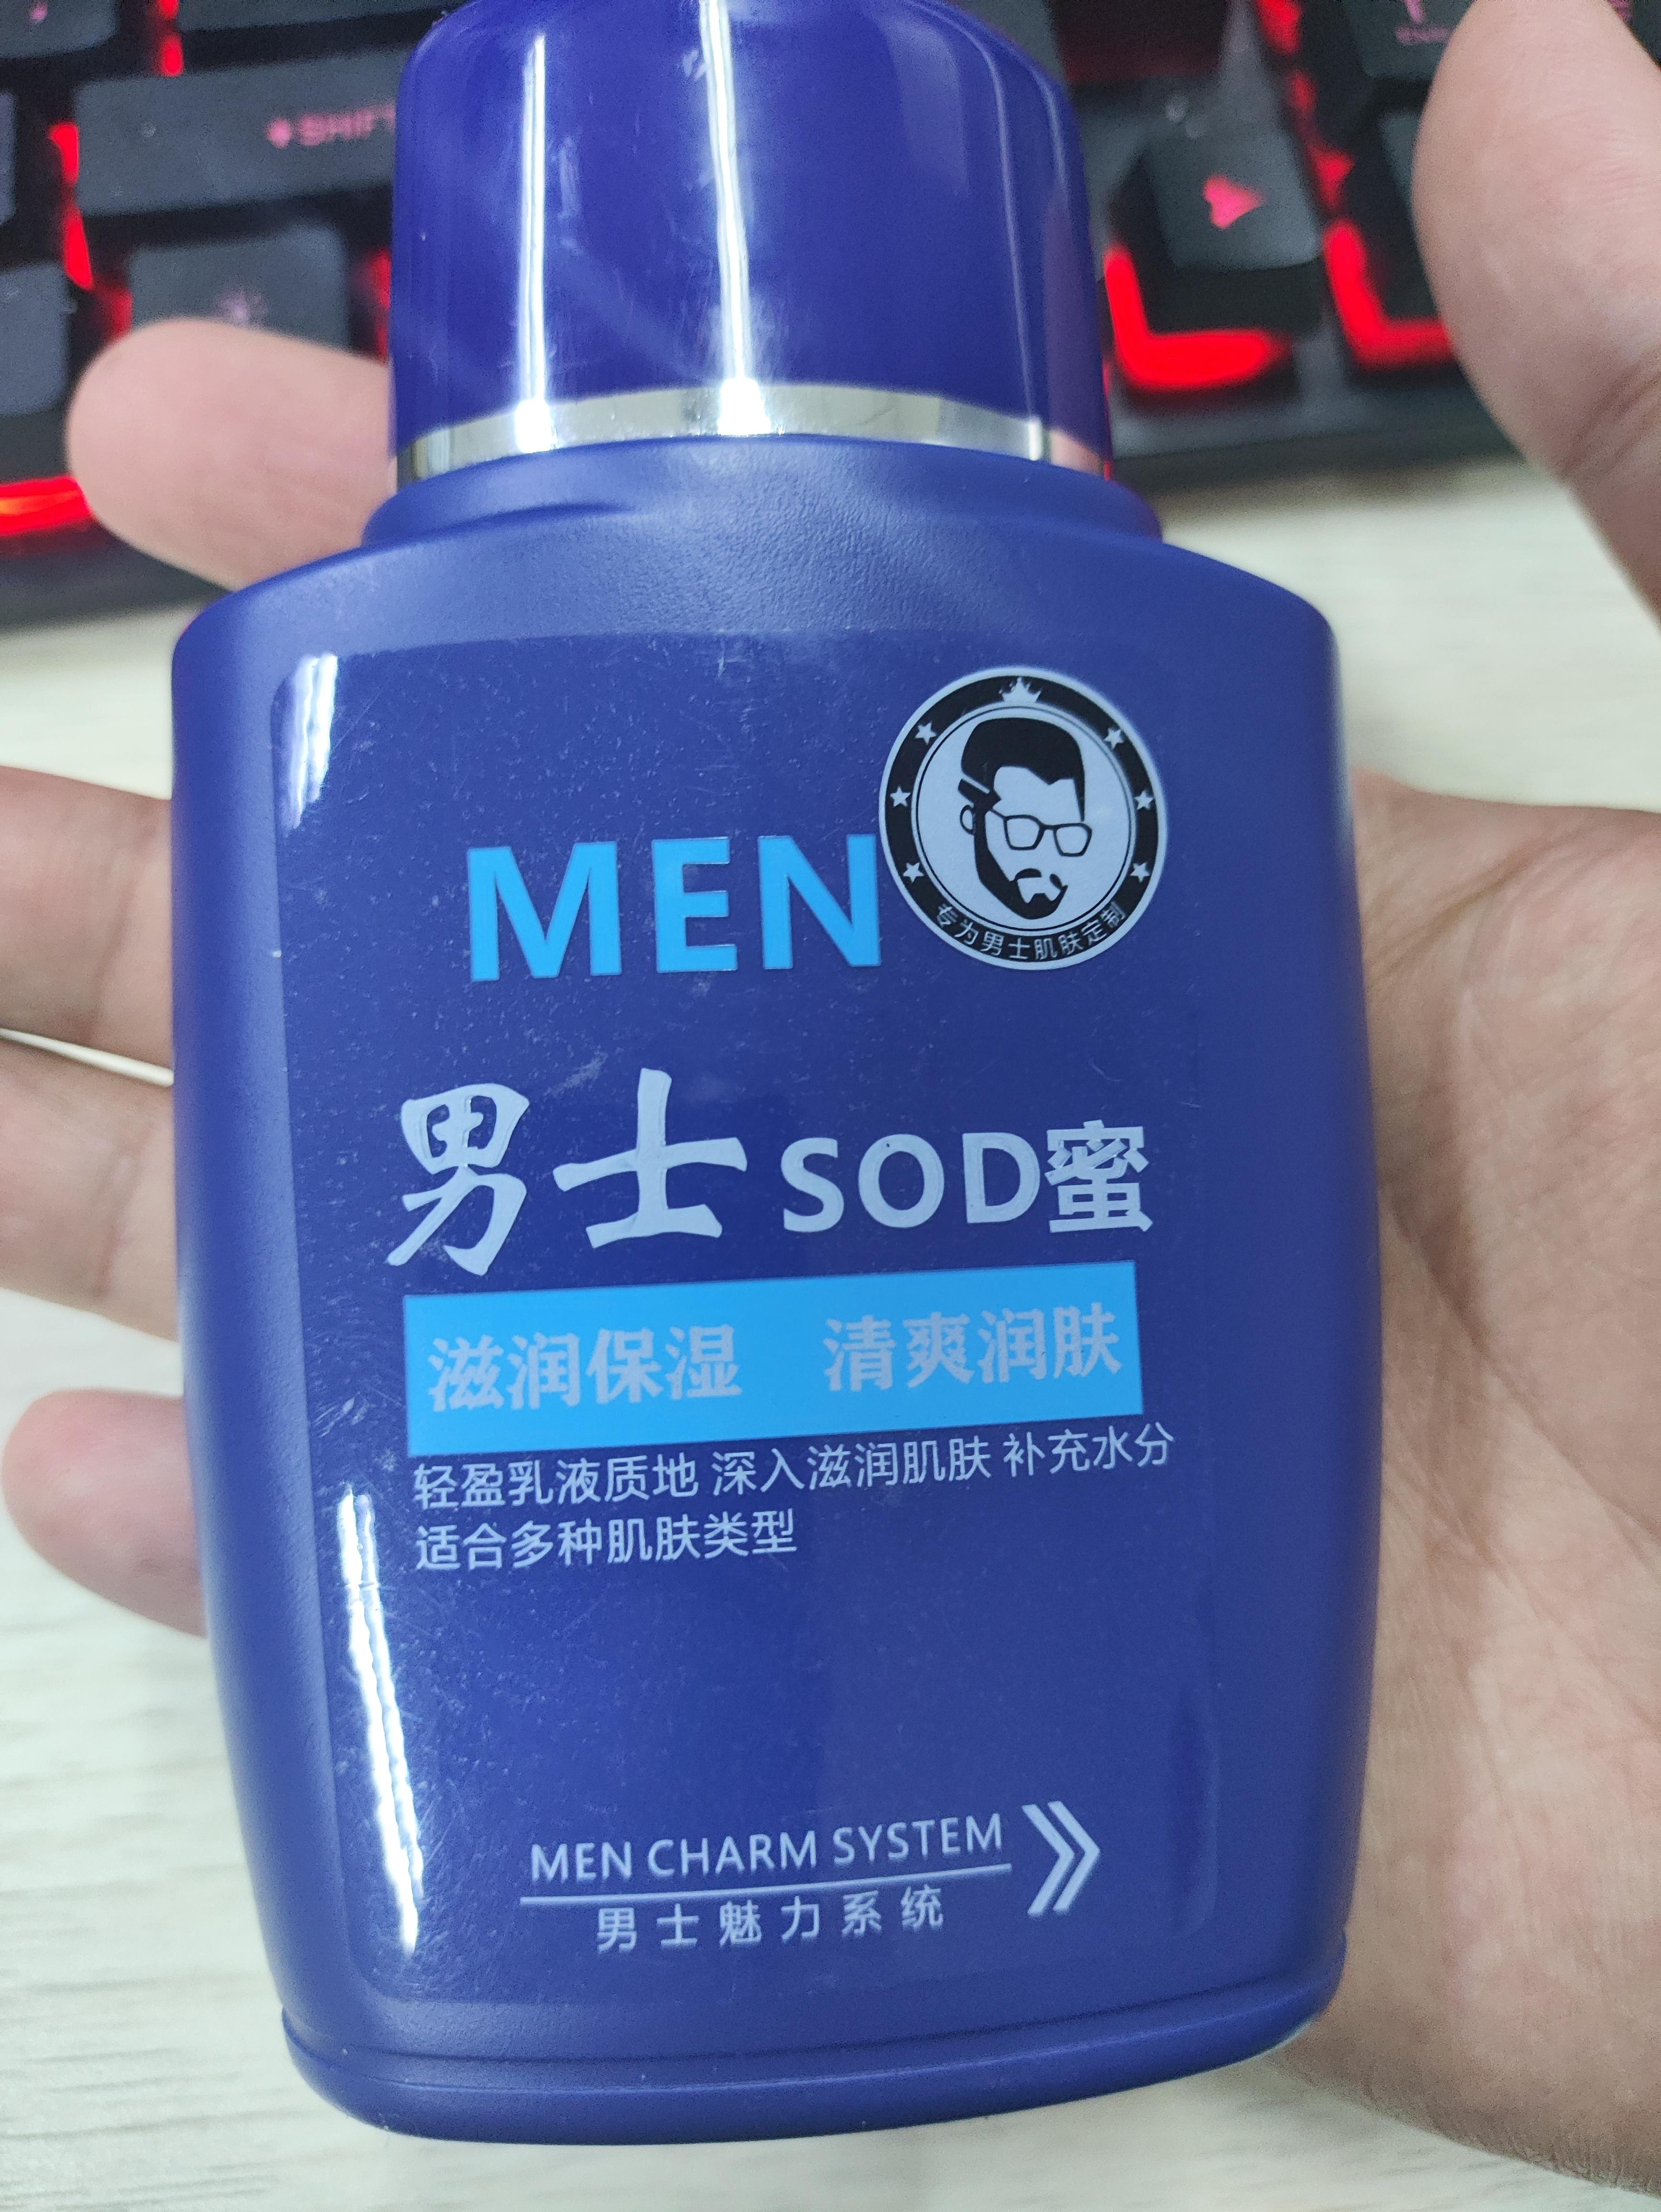 SHIFT
MEN
专为男士肌肤定制
男士SOD蜜
滋润保湿 清爽润肤
轻盈乳液质地 深入滋润肌肤 补充水分
适合多种肌肤类型
MEN CHARM SYSTEM
男士魅力系统